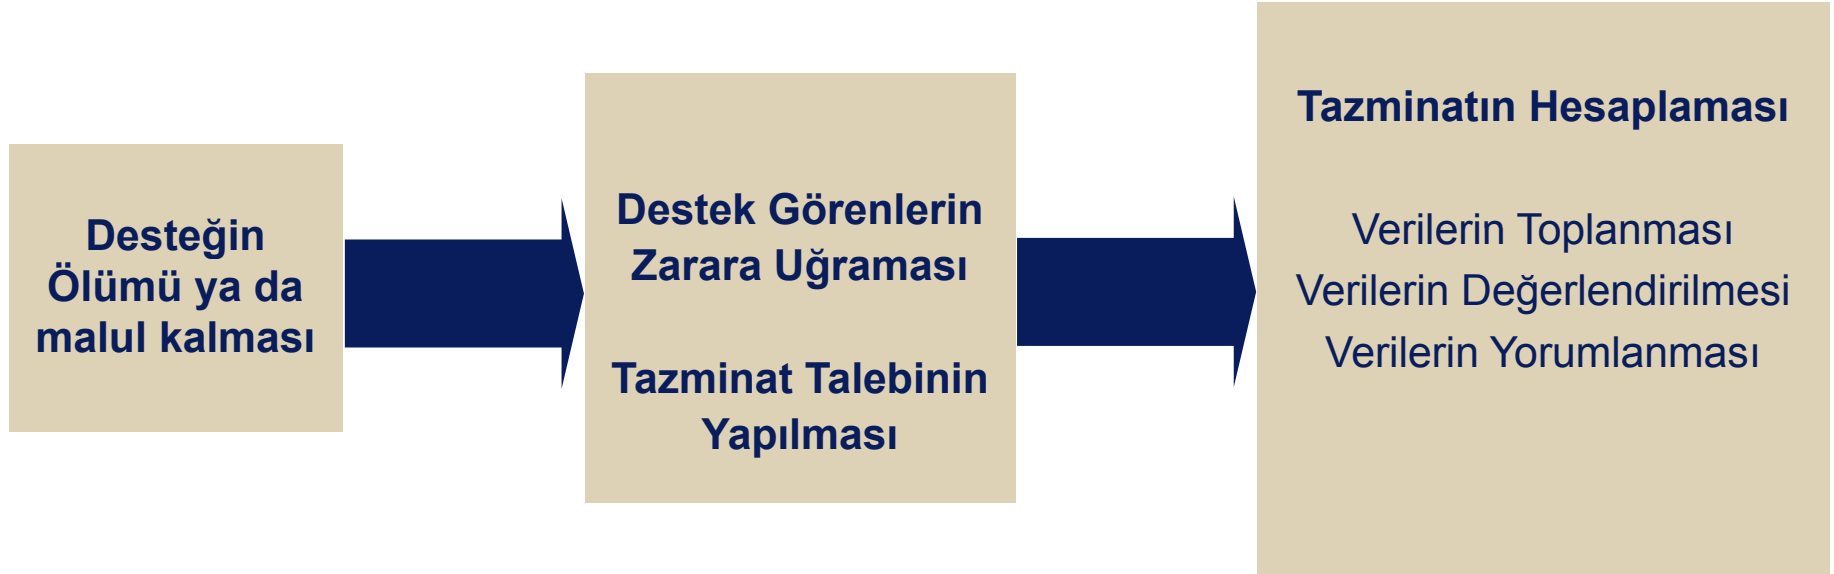 Desteğin
Ölümü ya da
malul kalması
Destek Görenlerin
Zarara Uğraması
Tazminat Talebinin
Yapılması
Tazminatın Hesaplaması
Verilerin Toplanması
Verilerin Değerlendirilmesi
Verilerin Yorumlanması